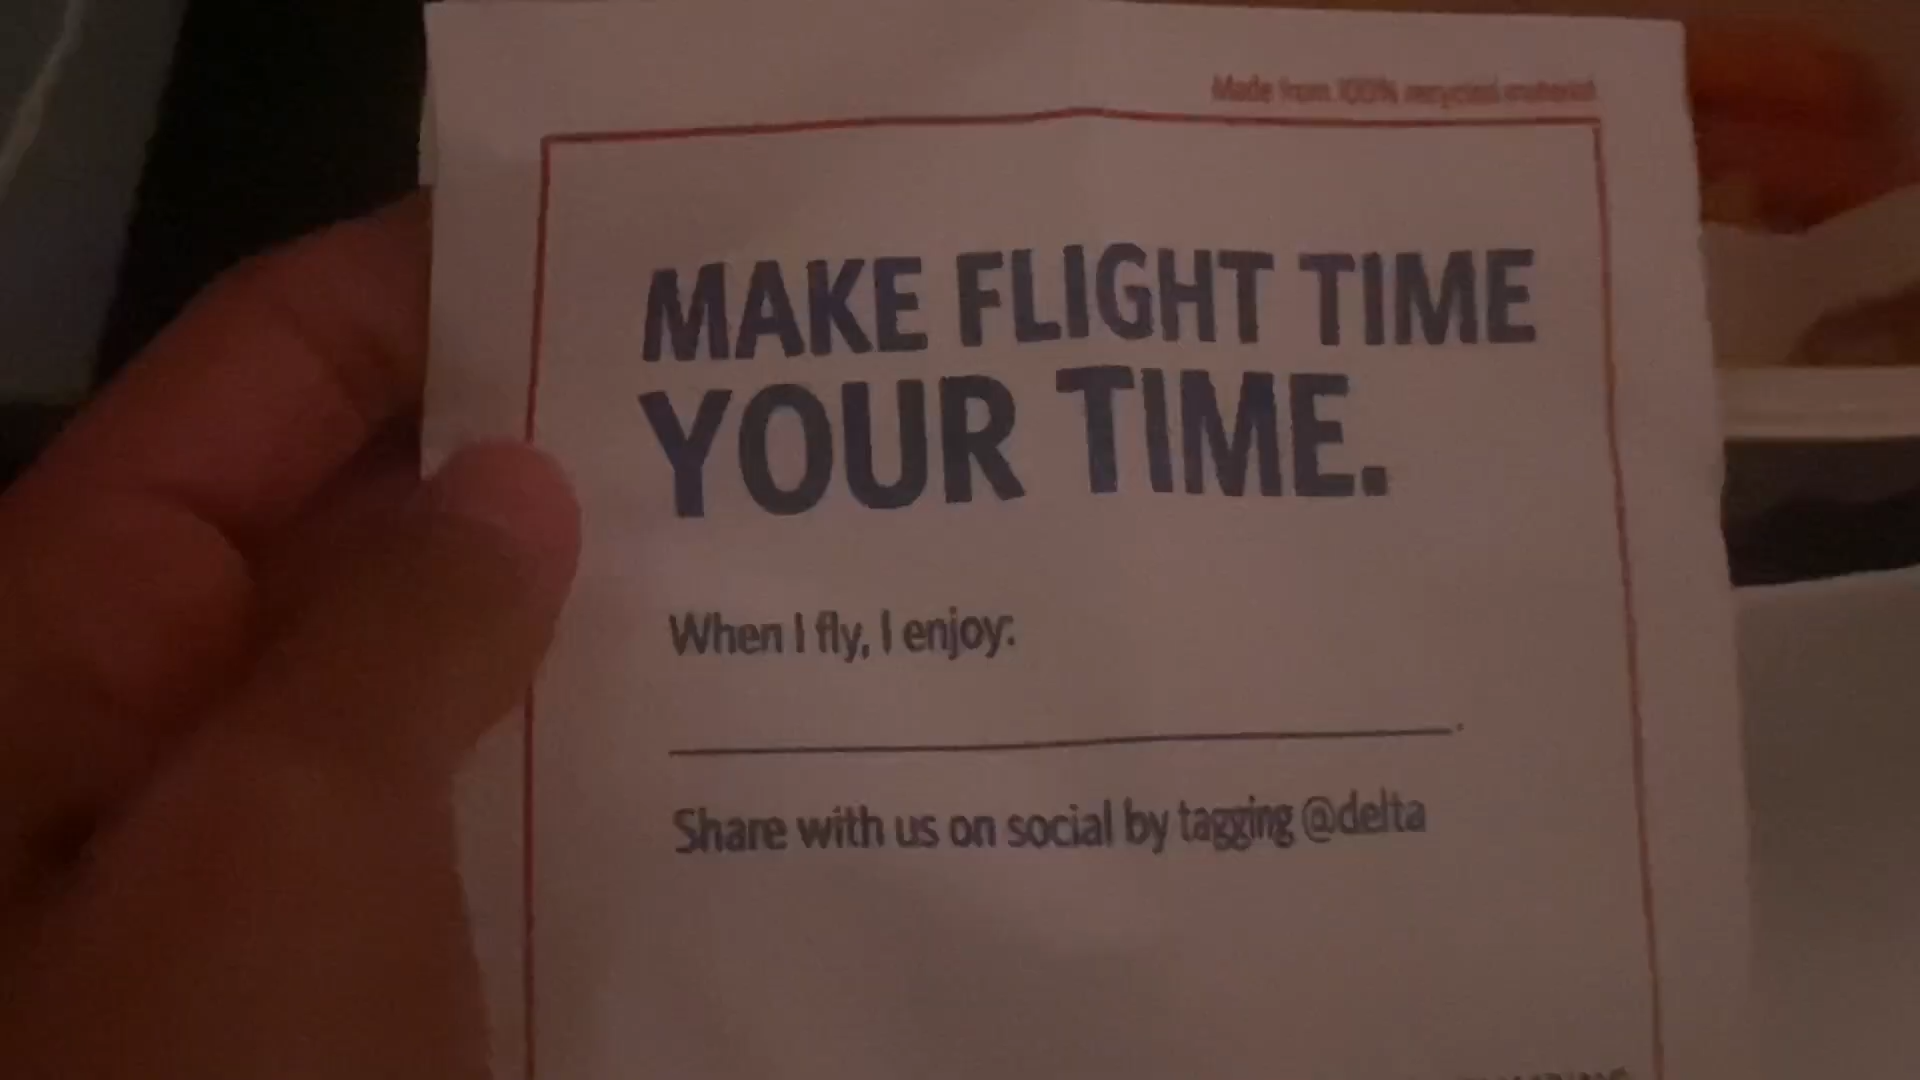 Made from 100% recycled material
MAKE FLIGHT TIME
YOUR TIME.
When I fly, I enjoy:
Share with us on social by tagging @delta